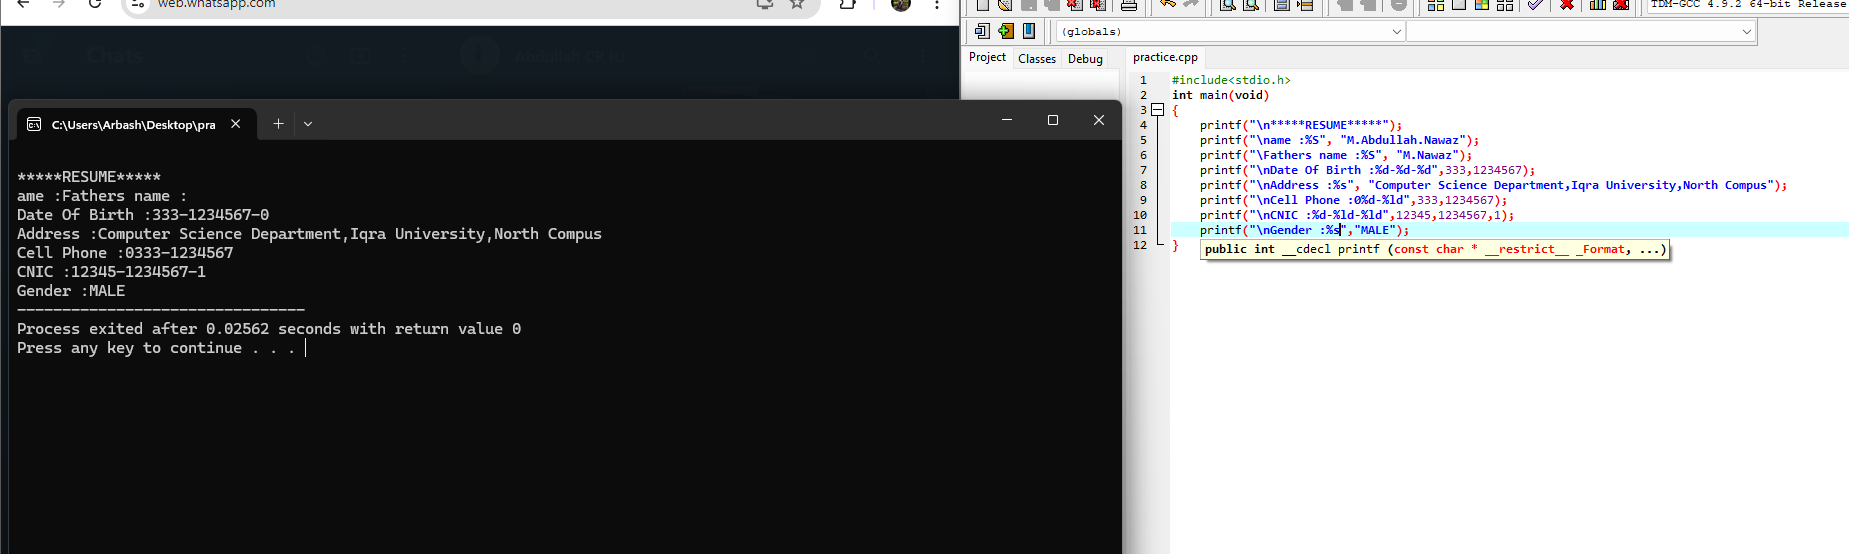 web.whatsapp.com
Chats
Abdullah CR IU
C:\Users\Arbash\Desktop\pra
*****RESUME*****
ame :Fathers name :
Date Of Birth :333-1234567-0
Address :Computer Science Department,Iqra University,North Compus
Cell Phone :0333-1234567
CNIC :12345-1234567-1
Gender :MALE
--------------------------------
Process exited after 0.02562 seconds with return value 0
Press any key to continue . . .
TDM-GCC 4.9.2 64-bit Release
(globals)
Project Classes Debug
practice.cpp
1 #include<stdio.h>
2 int main(void)
3 {
4 printf("\n*****RESUME*****");
5 printf("\name :%S", "M.Abdullah.Nawaz");
6 printf("\Fathers name :%S", "M.Nawaz");
7 printf("\nDate Of Birth :%d-%d-%d",333,1234567);
8 printf("\nAddress :%s", "Computer Science Department,Iqra University,North Compus");
9 printf("\nCell Phone :0%d-%ld",333,1234567);
10 printf("\nCNIC :%d-%ld-%ld",12345,1234567,1);
11 printf("\nGender :%s","MALE");
12 }
public int __cdecl printf (const char * __restrict__ _Format, ...)